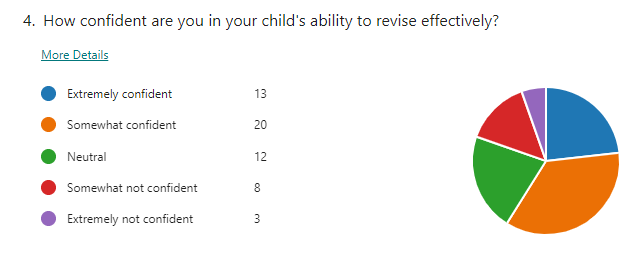 4. How confident are you in your child's ability to revise effectively?
More Details
Extremely confident 13
Somewhat confident 20
Neutral 12
Somewhat not confident 8
Extremely not confident 3